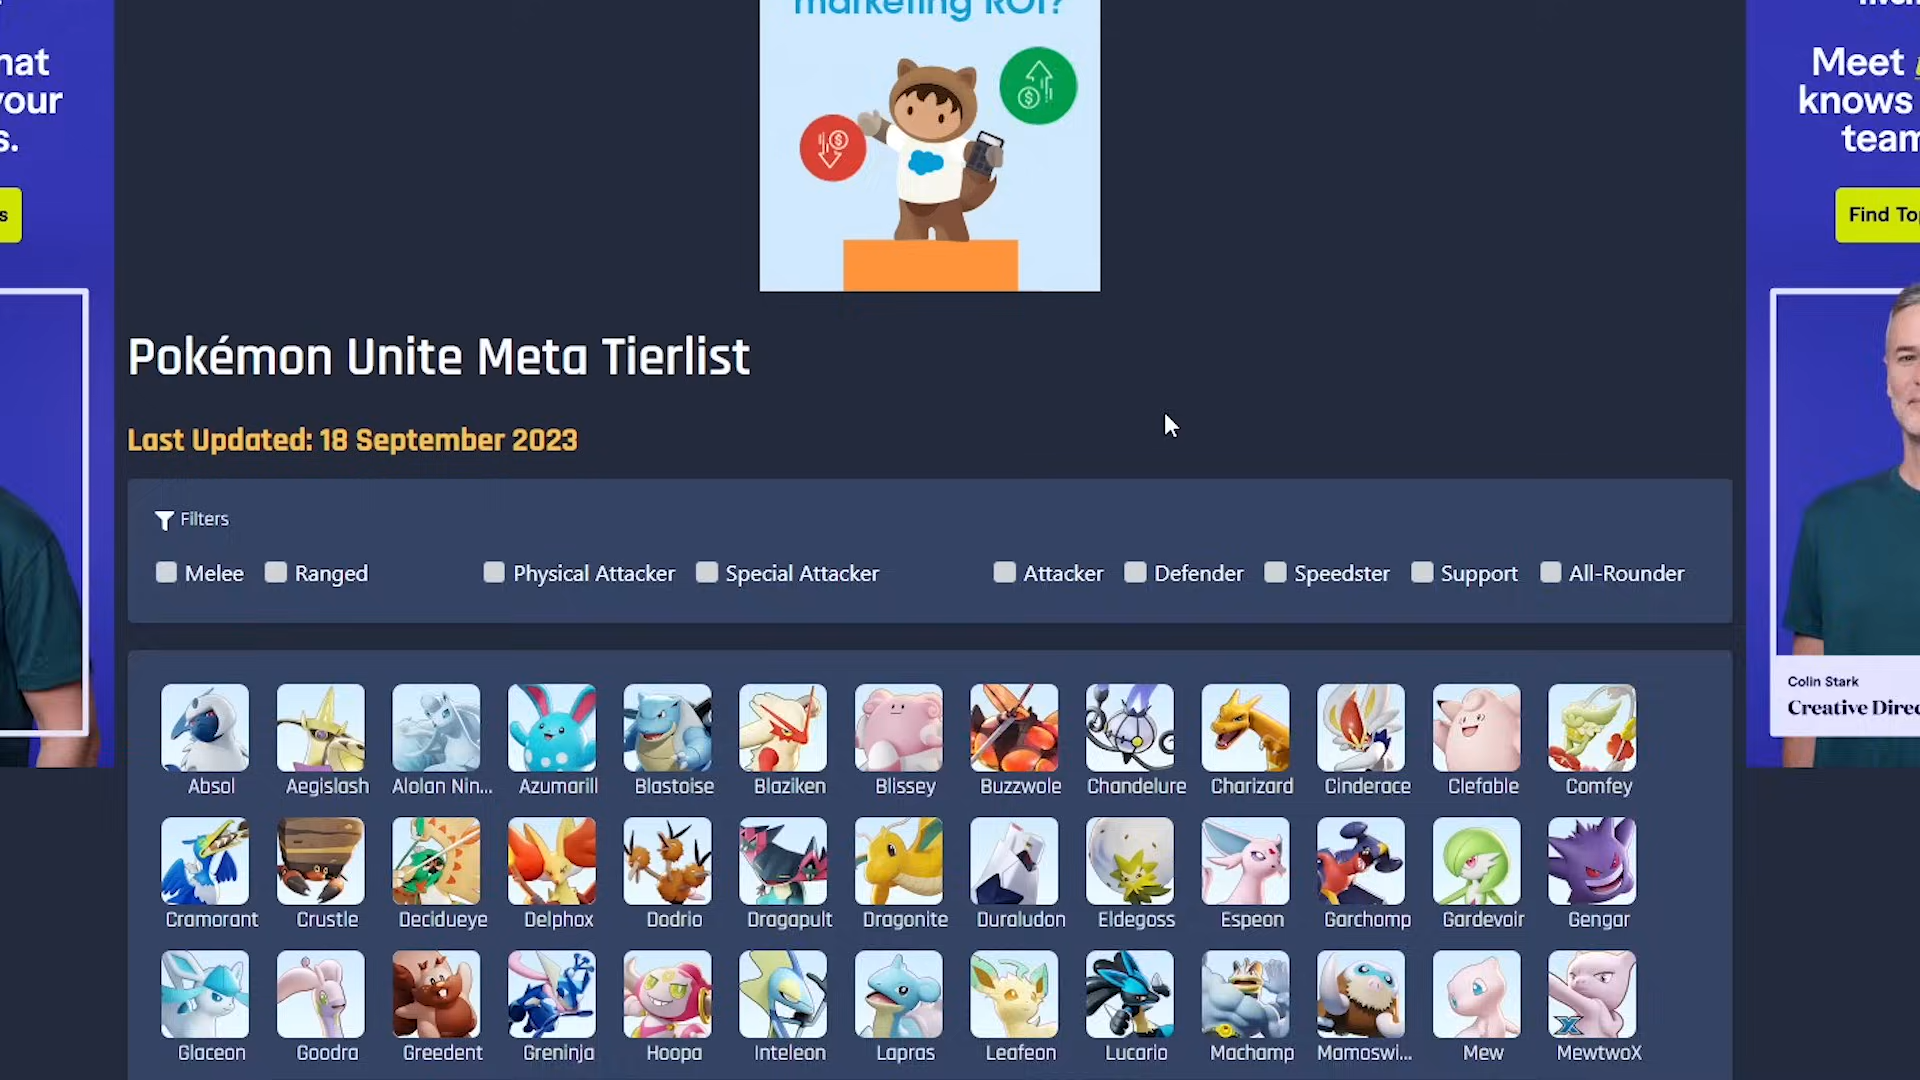 marketing ROI?
your
s.
s
Meet
knows
team
Find To
Colin Stark
Creative Direc
Pokémon Unite Meta Tierlist
Last Updated: 18 September 2023
Filters
Melee Ranged Physical Attacker Special Attacker Attacker Defender Speedster Support All-Rounder
Absol Aegislash Alolan Nin... Azumarill Blastoise Blaziken Blissey Buzzwole Chandelure Charizard Cinderace Clefable Comfey
Cramorant Crustle Decidueye Delphox Dodrio Dragapult Dragonite Duraludon Eldegoss Espeon Garchomp Gardevoir Gengar
Glaceon Goodra Greedent Greninja Hoopa Inteleon Lapras Leafeon Lucario Machamp Mamoswi... Mew MewtwoX